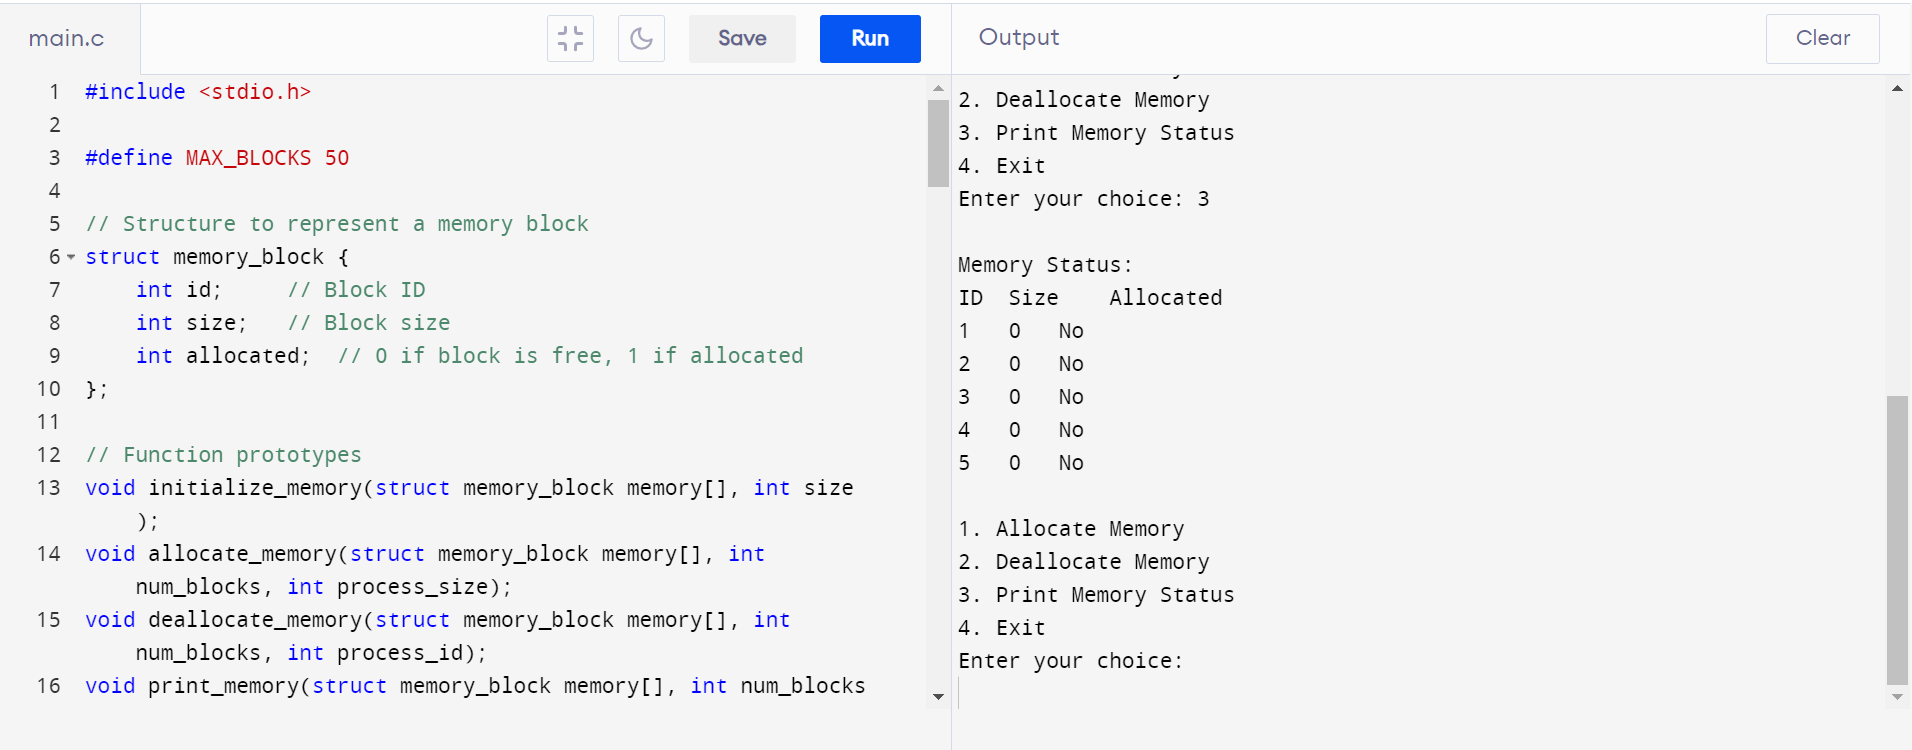 main.c
Save
Run
1 #include <stdio.h>
2
3 #define MAX_BLOCKS 50
4
5 // Structure to represent a memory block
6 struct memory_block {
7 int id; // Block ID
8 int size; // Block size
9 int allocated; // 0 if block is free, 1 if allocated
10 };
11
12 // Function prototypes
13 void initialize_memory(struct memory_block memory[], int size
);
14 void allocate_memory(struct memory_block memory[], int
num_blocks, int process_size);
15 void deallocate_memory(struct memory_block memory[], int
num_blocks, int process_id);
16 void print_memory(struct memory_block memory[], int num_blocks
Output
Clear
2. Deallocate Memory
3. Print Memory Status
4. Exit
Enter your choice: 3
Memory Status:
ID Size Allocated
1 0 No
2 0 No
3 0 No
4 0 No
5 0 No
1. Allocate Memory
2. Deallocate Memory
3. Print Memory Status
4. Exit
Enter your choice: